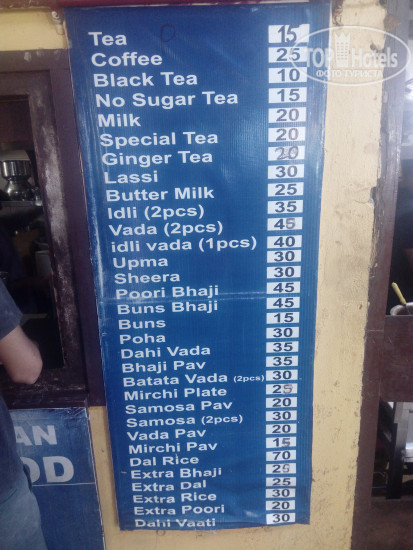 Tea 15
Coffee 25
Black Tea 10
No Sugar Tea 15
Milk 20
Special Tea 20
Ginger Tea 20
Lassi 30
Butter Milk 25
Idli (2pcs) 35
Vada (2pcs) 45
idli vada (1pcs) 40
Upma 30
Sheera 30
Poori Bhaji 45
Buns Bhaji 45
Buns 15
Poha 30
Dahi Vada 35
Bhaji Pav 35
Batata Vada (2pcs) 30
Mirchi Plate 25
Samosa Pav 20
Samosa (2pcs) 30
Vada Pav 20
Mirchi Pav 15
Dal Rice 70
Extra Bhaji 25
Extra Dal 25
Extra Rice 30
Extra Poori 20
Dahi Vaati 30
AN
OD
TOP Hotels
ФОТО ТУРИСТА